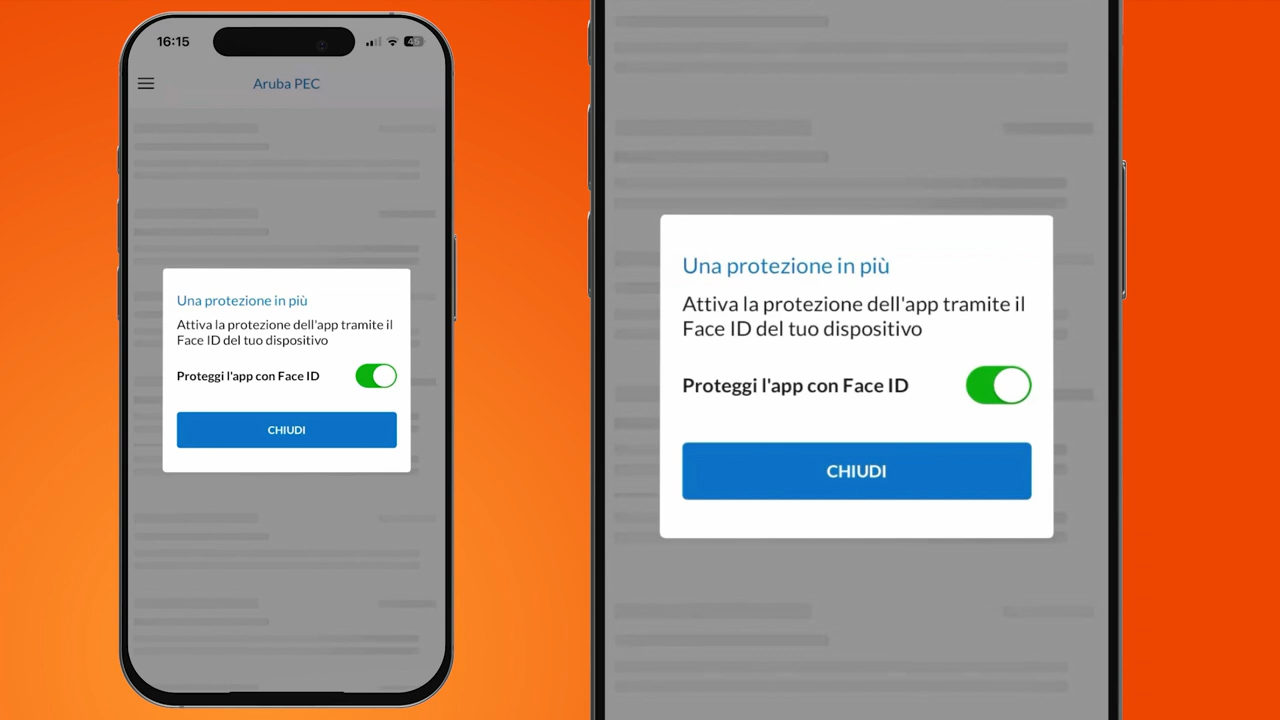 16:15
45
Aruba PEC
Una protezione in più
Attiva la protezione dell'app tramite il
Face ID del tuo dispositivo
Proteggi l'app con Face ID
CHIUDI
Una protezione in più
Attiva la protezione dell'app tramite il
Face ID del tuo dispositivo
Proteggi l'app con Face ID
CHIUDI